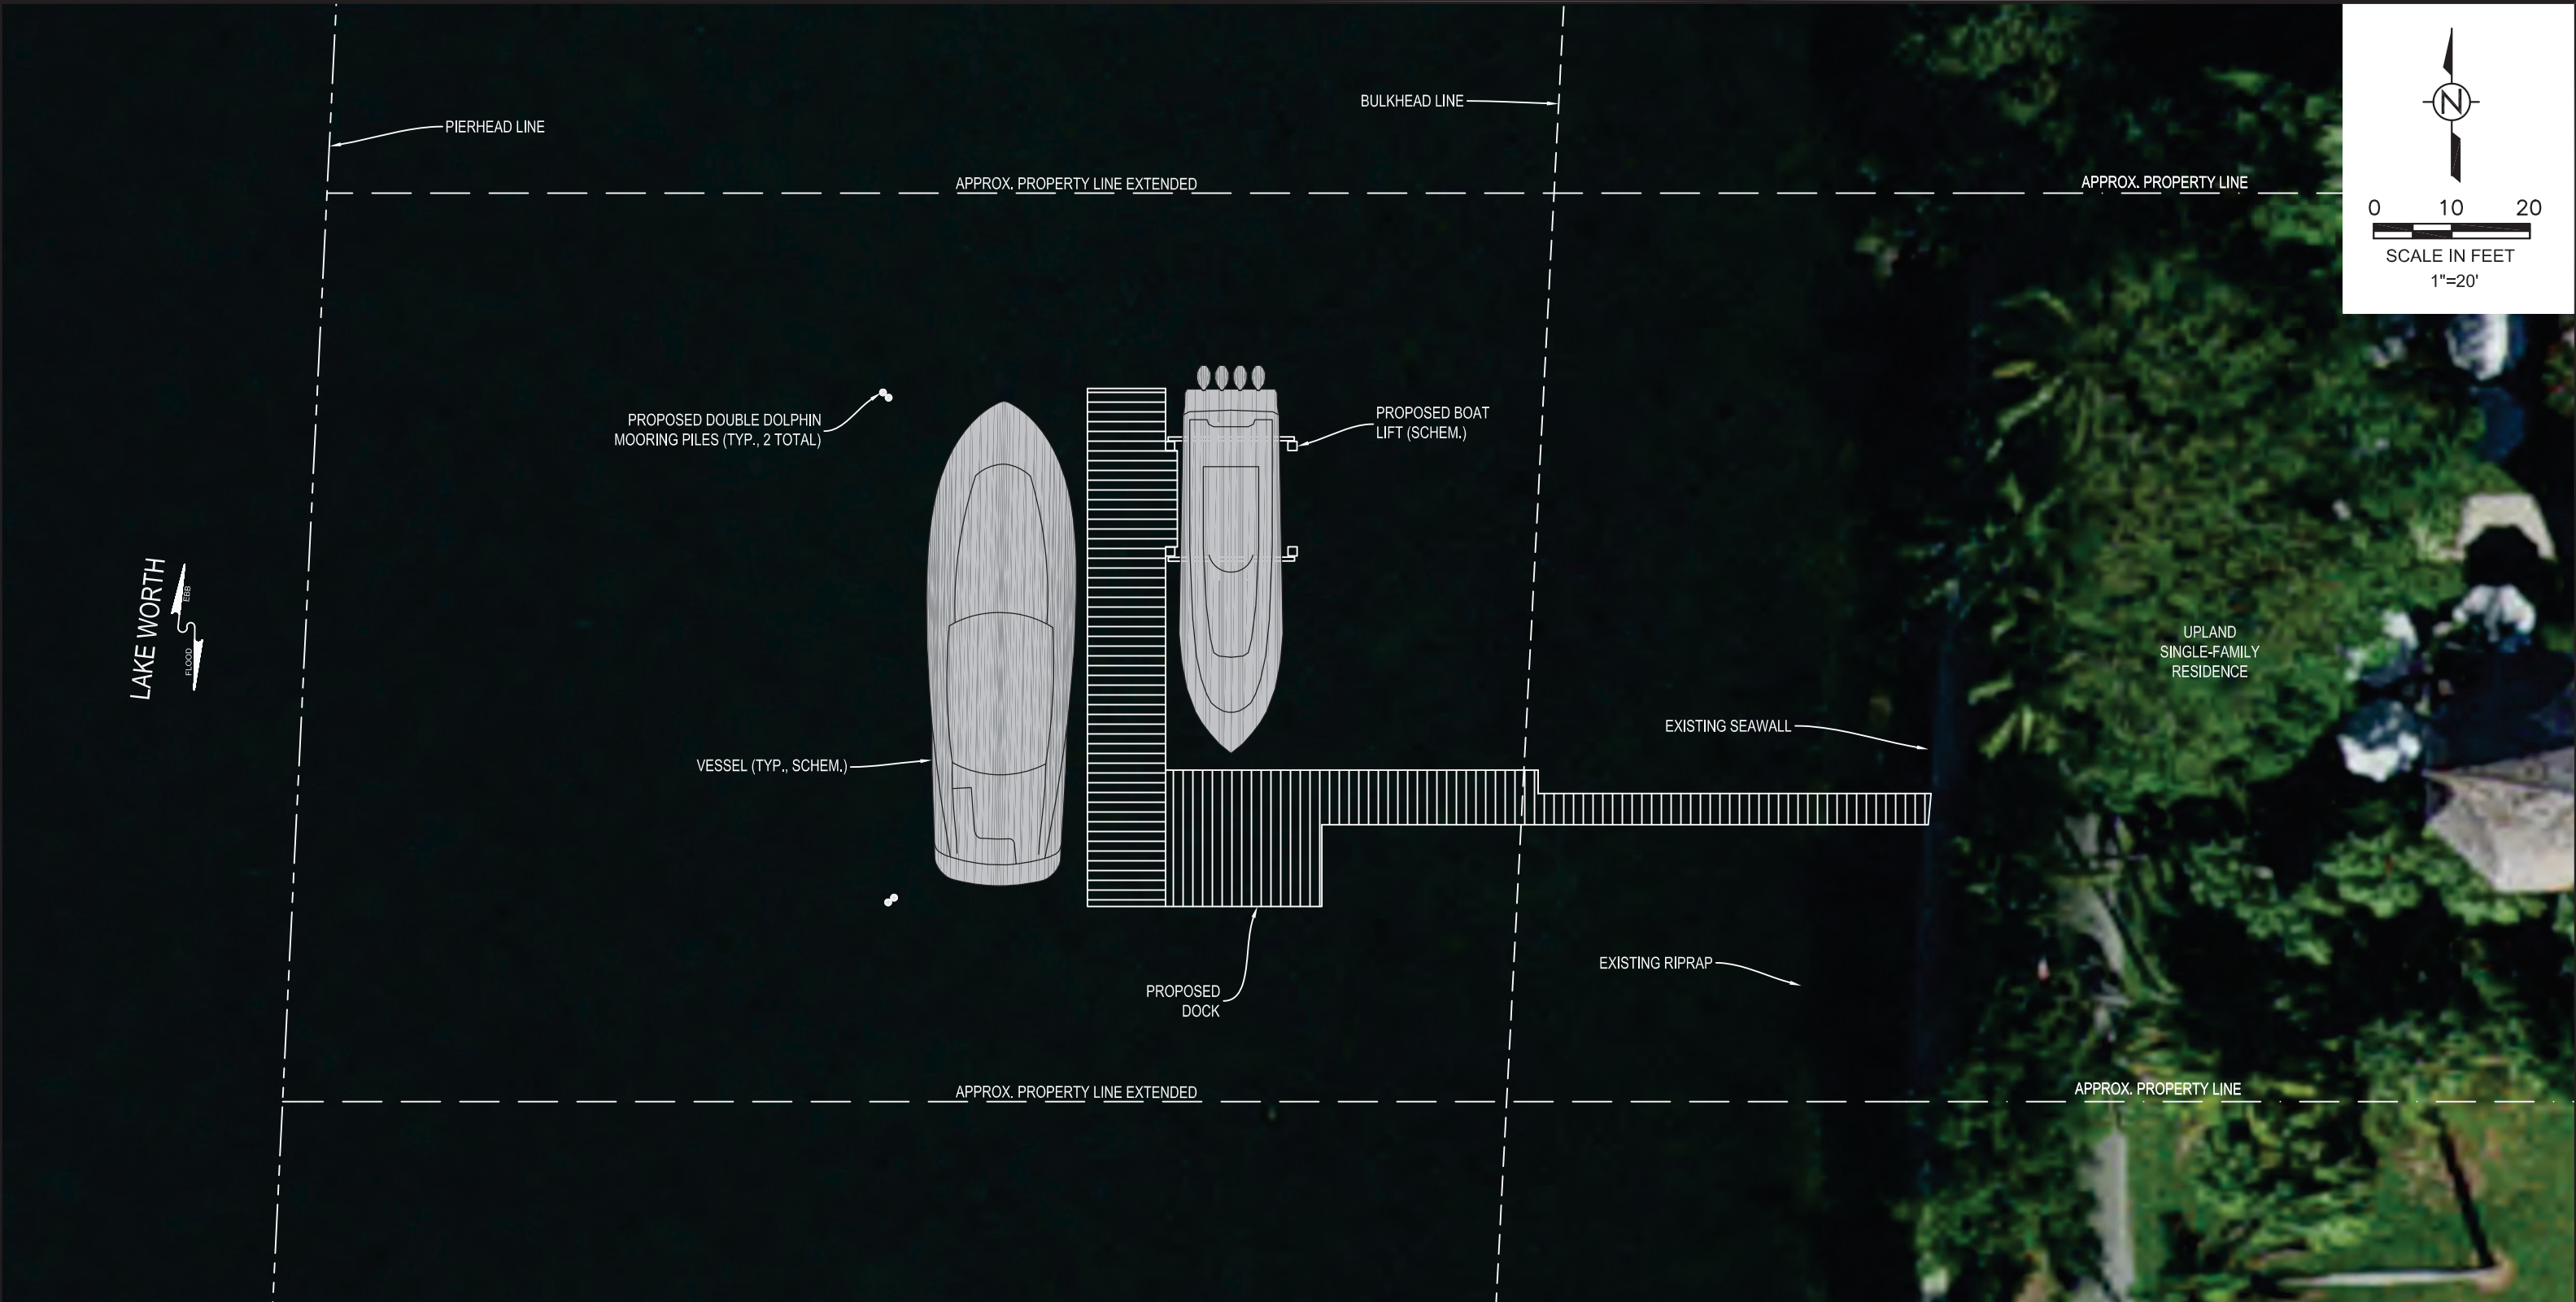 BULKHEAD LINE
PIERHEAD LINE
APPROX. PROPERTY LINE EXTENDED
APPROX. PROPERTY LINE
N
0 10 20
SCALE IN FEET
1"=20'
PROPOSED DOUBLE DOLPHIN
MOORING PILES (TYP., 2 TOTAL)
PROPOSED BOAT
LIFT (SCHEM.)
LAKE WORTH
EBB
FLOOD
UPLAND
SINGLE-FAMILY
RESIDENCE
VESSEL (TYP., SCHEM.)
EXISTING SEAWALL
EXISTING RIPRAP
PROPOSED
DOCK
APPROX. PROPERTY LINE EXTENDED
APPROX. PROPERTY LINE